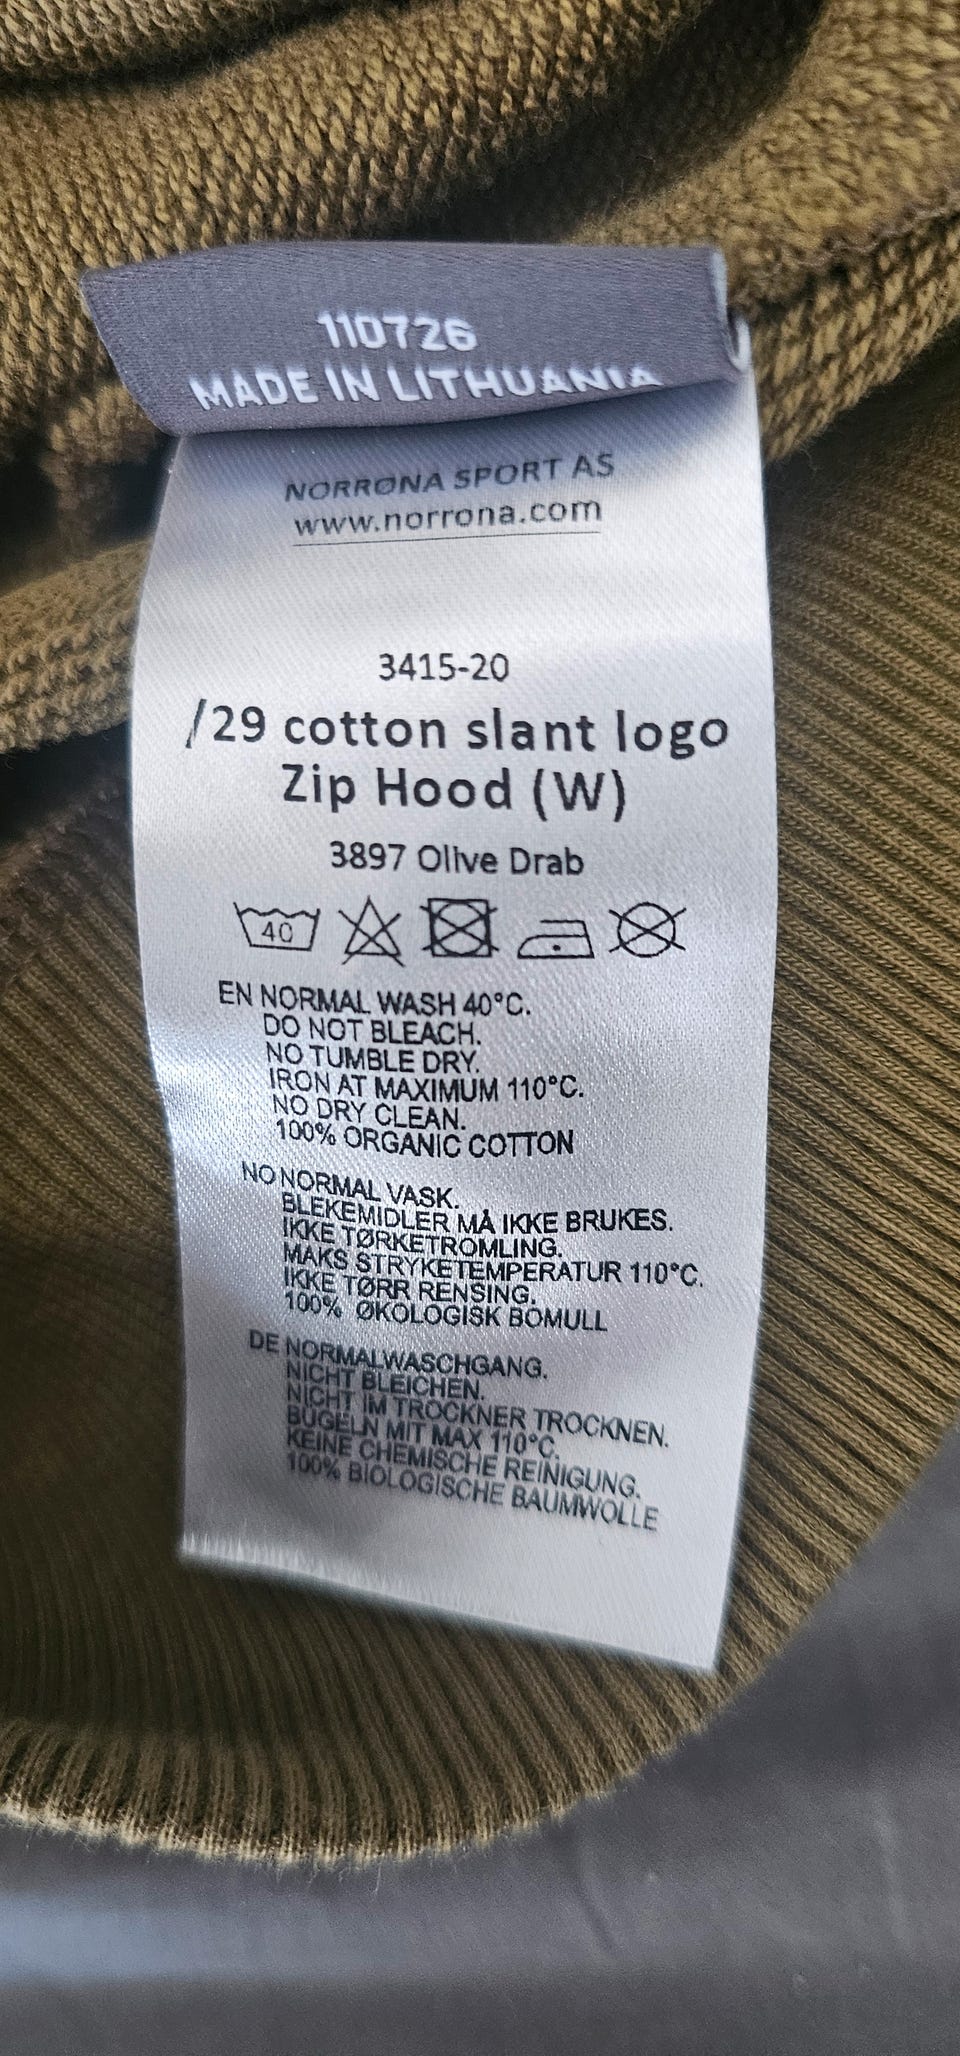 110726
MADE IN LITHUANIA
NORRØNA SPORT AS
www.norrona.com
3415-20
/29 cotton slant logo
Zip Hood (W)
3897 Olive Drab
40
EN NORMAL WASH 40°C.
DO NOT BLEACH.
NO TUMBLE DRY.
IRON AT MAXIMUM 110°C.
NO DRY CLEAN.
100% ORGANIC COTTON
NO NORMAL VASK.
BLEKEMIDLER MÅ IKKE BRUKES.
IKKE TØRKETROMLING.
MAKS STRYKETEMPERATUR 110°C.
IKKE TØRR RENSING.
100% ØKOLOGISK BOMULL
DE NORMALWASCHGANG.
NICHT BLEICHEN.
NICHT IM TROCKNER TROCKNEN.
BÜGELN MIT MAX 110°C.
KEINE CHEMISCHE REINIGUNG.
100% BIOLOGISCHE BAUMWOLLE